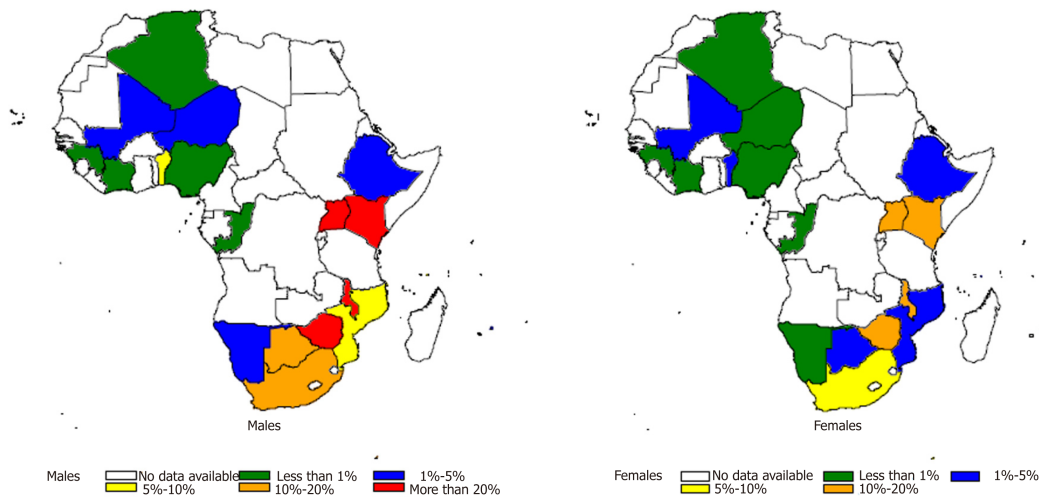 Males
Females
Males No data available Less than 1% 1%-5%
5%-10% 10%-20% More than 20%
Females No data available Less than 1% 1%-5%
5%-10% 10%-20%